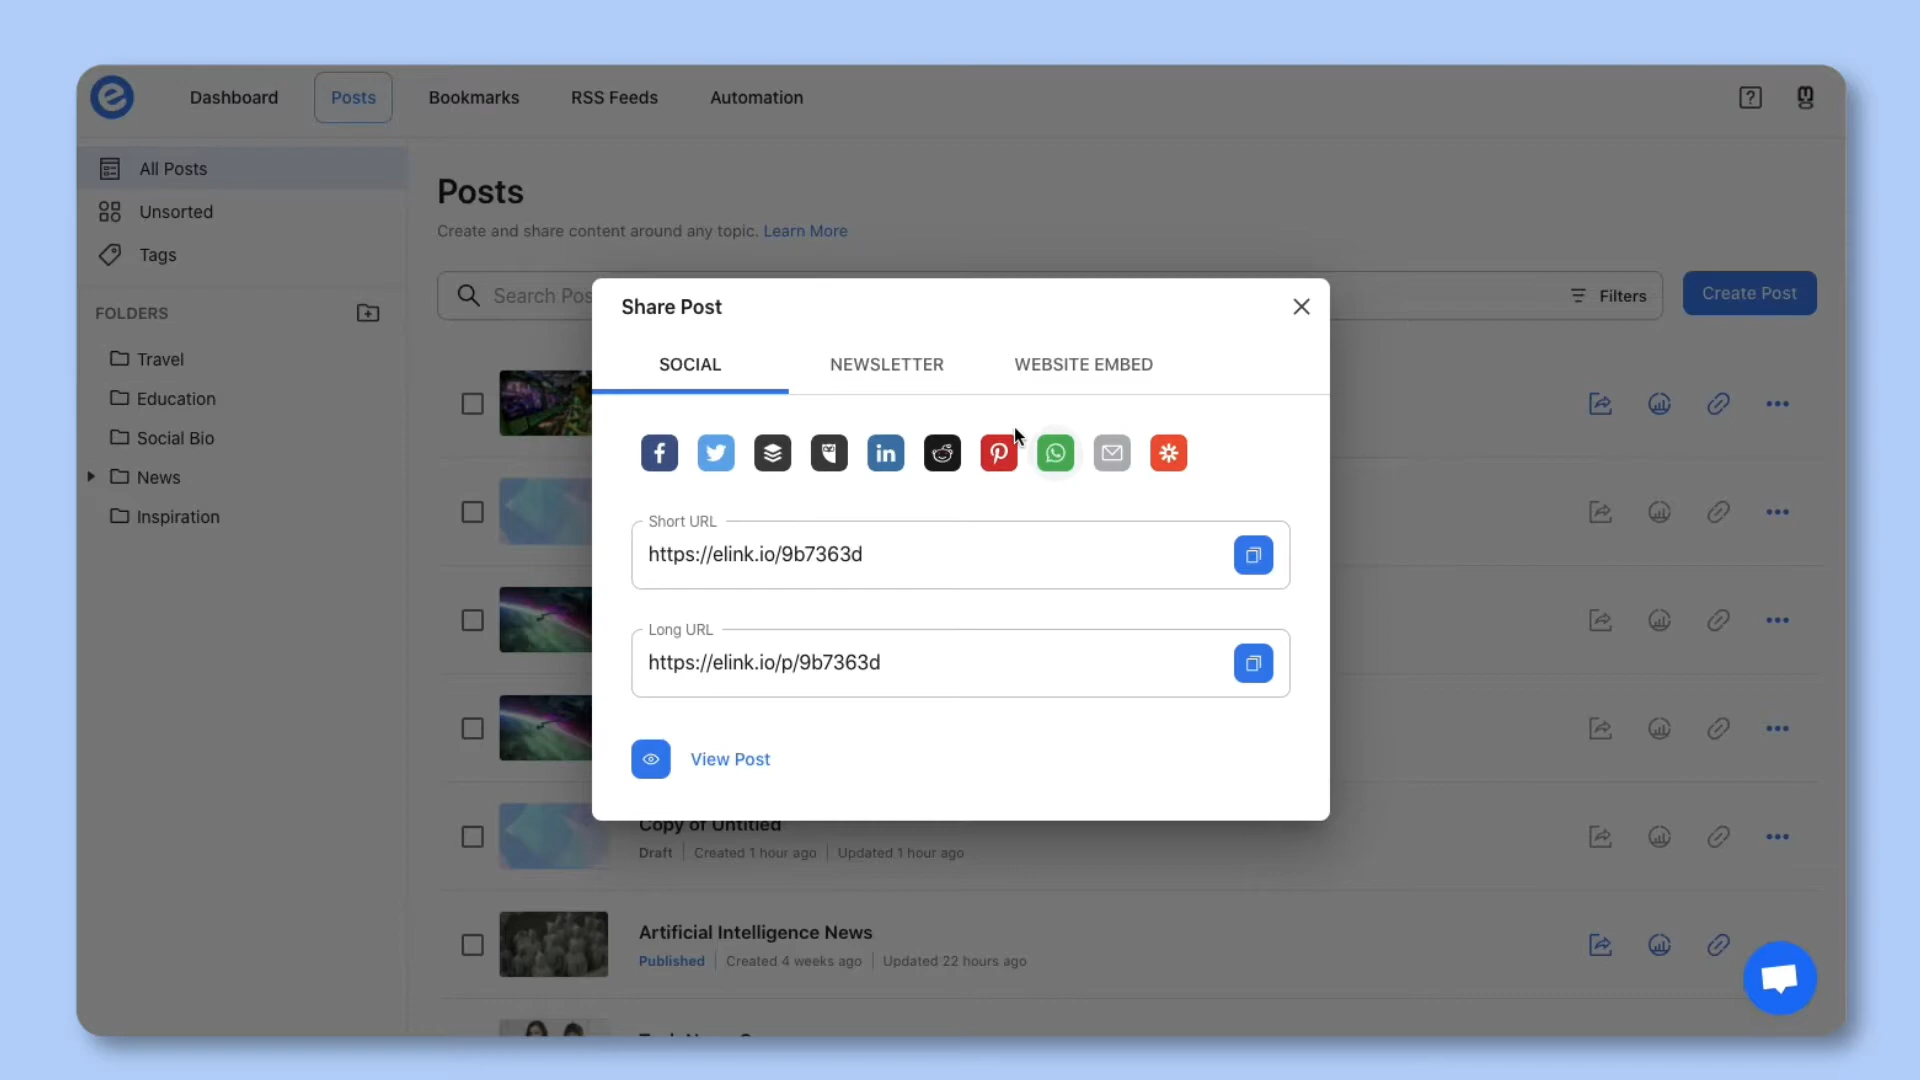 Dashboard
Posts
Bookmarks
RSS Feeds
Automation
All Posts
Unsorted
Tags
FOLDERS
Travel
Education
Social Bio
News
Inspiration
Posts
Create and share content around any topic. Learn More
Search
Filters
Create Post
Share Post
SOCIAL
NEWSLETTER
WEBSITE EMBED
Short URL
https://elink.io/9b7363d
Long URL
https://elink.io/p/9b7363d
View Post
Copy of Untitled
Draft
Created 1 hour ago
Updated 1 hour ago
Artificial Intelligence News
Published
Created 4 weeks ago
Updated 22 hours ago